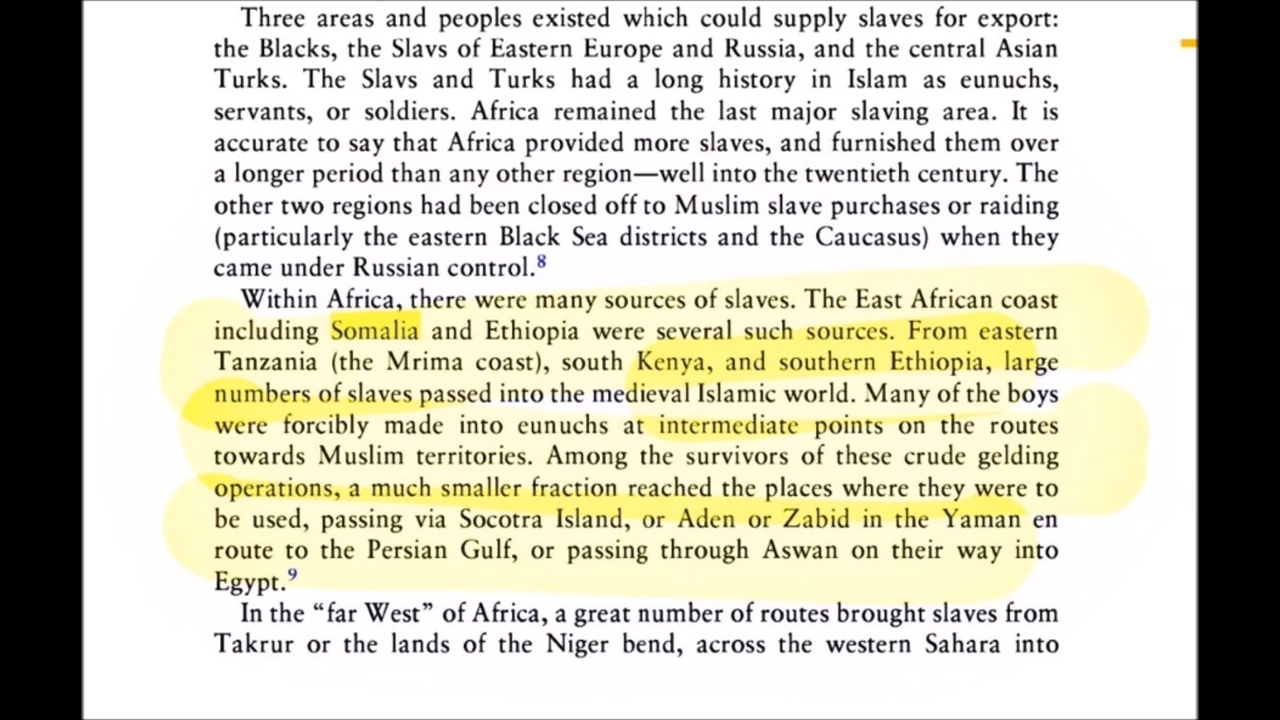 Three areas and peoples existed which could supply slaves for export:
the Blacks, the Slavs of Eastern Europe and Russia, and the central Asian
Turks. The Slavs and Turks had a long history in Islam as eunuchs,
servants, or soldiers. Africa remained the last major slaving area. It is
accurate to say that Africa provided more slaves, and furnished them over
a longer period than any other region—well into the twentieth century. The
other two regions had been closed off to Muslim slave purchases or raiding
(particularly the eastern Black Sea districts and the Caucasus) when they
came under Russian control.8
Within Africa, there were many sources of slaves. The East African coast
including Somalia and Ethiopia were several such sources. From eastern
Tanzania (the Mrima coast), south Kenya, and southern Ethiopia, large
numbers of slaves passed into the medieval Islamic world. Many of the boys
were forcibly made into eunuchs at intermediate points on the routes
towards Muslim territories. Among the survivors of these crude gelding
operations, a much smaller fraction reached the places where they were to
be used, passing via Socotra Island, or Aden or Zabid in the Yaman en
route to the Persian Gulf, or passing through Aswan on their way into
Egypt.9
In the “far West” of Africa, a great number of routes brought slaves from
Takrur or the lands of the Niger bend, across the western Sahara into